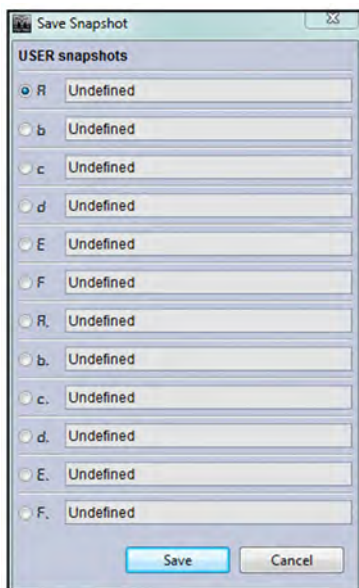 Save Snapshot
USER snapshots
A Undefined
b Undefined
c Undefined
d Undefined
E Undefined
F Undefined
A. Undefined
b. Undefined
c. Undefined
d. Undefined
E. Undefined
F. Undefined
Save Cancel